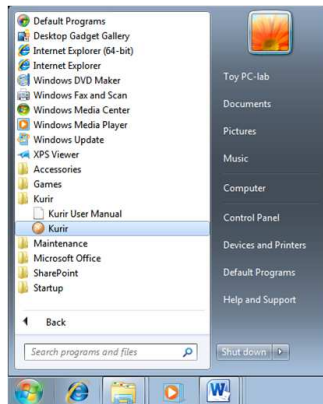 Default Programs
Desktop Gadget Gallery
Internet Explorer (64-bit)
Internet Explorer
Windows DVD Maker
Windows Fax and Scan
Windows Media Center
Windows Media Player
Windows Update
XPS Viewer
Accessories
Games
Kurir
Kurir User Manual
Kurir
Maintenance
Microsoft Office
SharePoint
Startup
Back
Search programs and files
Toy PC-lab
Documents
Pictures
Music
Computer
Control Panel
Devices and Printers
Default Programs
Help and Support
Shut down